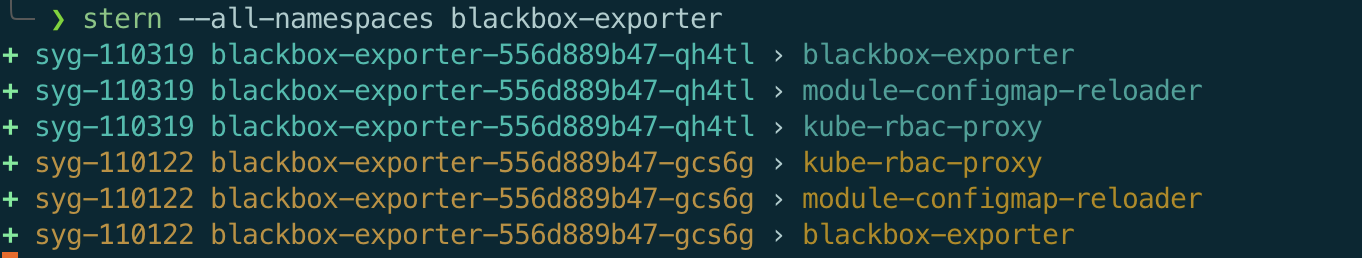 ❯ stern --all-namespaces blackbox-exporter
+ syg-110319 blackbox-exporter-556d889b47-qh4tl › blackbox-exporter
+ syg-110319 blackbox-exporter-556d889b47-qh4tl › module-configmap-reloader
+ syg-110319 blackbox-exporter-556d889b47-qh4tl › kube-rbac-proxy
+ syg-110122 blackbox-exporter-556d889b47-gcs6g › kube-rbac-proxy
+ syg-110122 blackbox-exporter-556d889b47-gcs6g › module-configmap-reloader
+ syg-110122 blackbox-exporter-556d889b47-gcs6g › blackbox-exporter